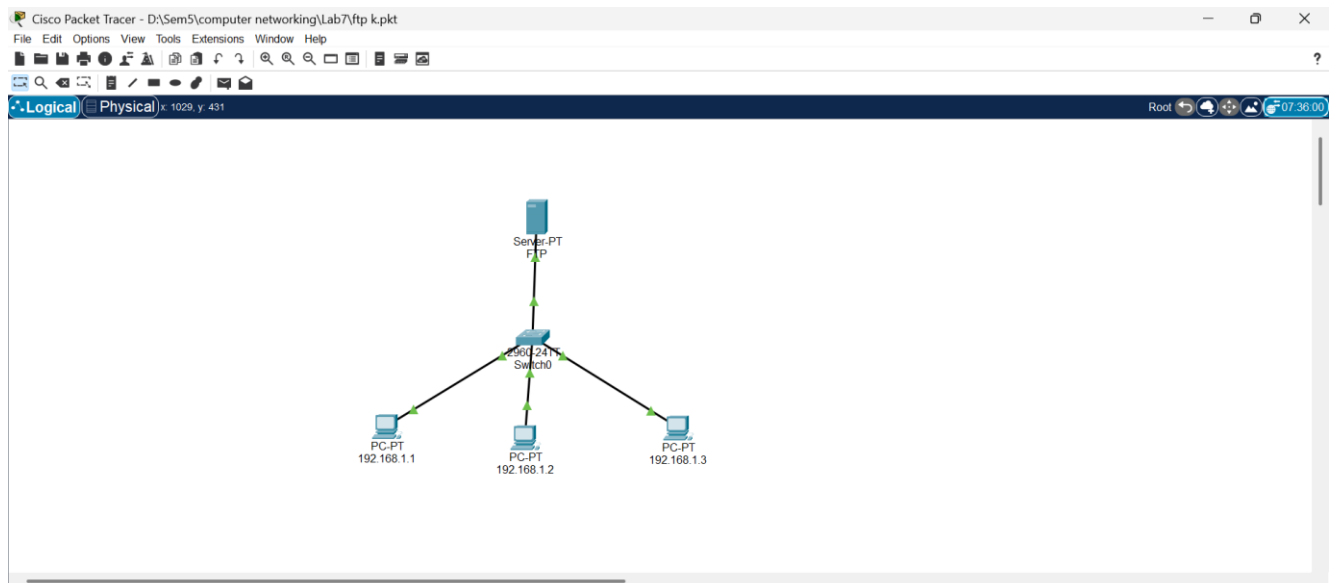 Cisco Packet Tracer - D:\Sem5\computer networking\Lab7\ftp k.pkt
File Edit Options View Tools Extensions Window Help
?
Logical Physical x: 1029, y: 431 Root 07:36:00
Server-PT
FTP
2960-24TT
Switch0
PC-PT
192.168.1.1
PC-PT
192.168.1.2
PC-PT
192.168.1.3